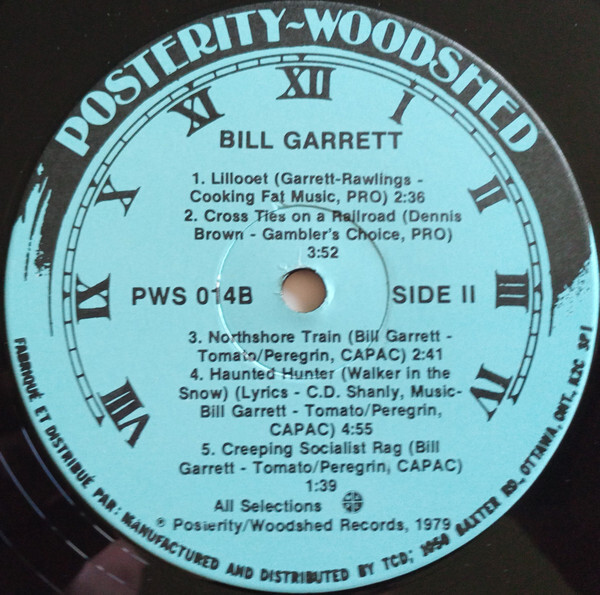 POSTERITY~WOODSHED
XI XII I
X II
IX III
VIII IV
BILL GARRETT
1. Lillooet (Garrett-Rawlings -
Cooking Fat Music, PRO) 2:36
2. Cross Ties on a Railroad (Dennis
Brown - Gambler's Choice, PRO)
3:52
PWS 014B SIDE II
3. Northshore Train (Bill Garrett -
Tomato/Peregrin, CAPAC) 2:41
4. Haunted Hunter (Walker in the
Snow) (Lyrics - C.D. Shanly, Music-
Bill Garrett - Tomato/Peregrin,
CAPAC) 4:55
5. Creeping Socialist Rag (Bill
Garrett - Tomato/Peregrin, CAPAC)
1:39
All Selections
℗ Posterity/Woodshed Records, 1979
FABRIQUÉ ET DISTRIBUÉ PAR: MANUFACTURED AND DISTRIBUTED BY TCD; 1050 BAXTER RD., OTTAWA, ONT., K2C 3P1